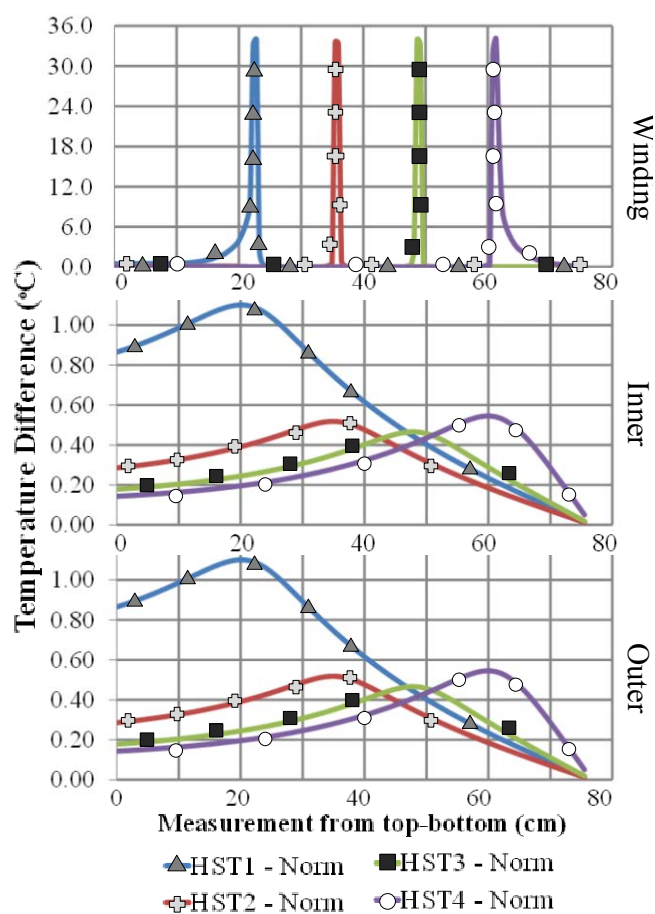 36.0
30.0
24.0
18.0
12.0
6.0
0.0
0 20 40 60 80
Winding
1.00
0.80
0.60
0.40
0.20
0.00
0 20 40 60 80
Inner
1.00
0.80
0.60
0.40
0.20
0.00
0 20 40 60 80
Outer
Temperature Difference (°C)
Measurement from top-bottom (cm)
HST1 - Norm
HST3 - Norm
HST2 - Norm
HST4 - Norm